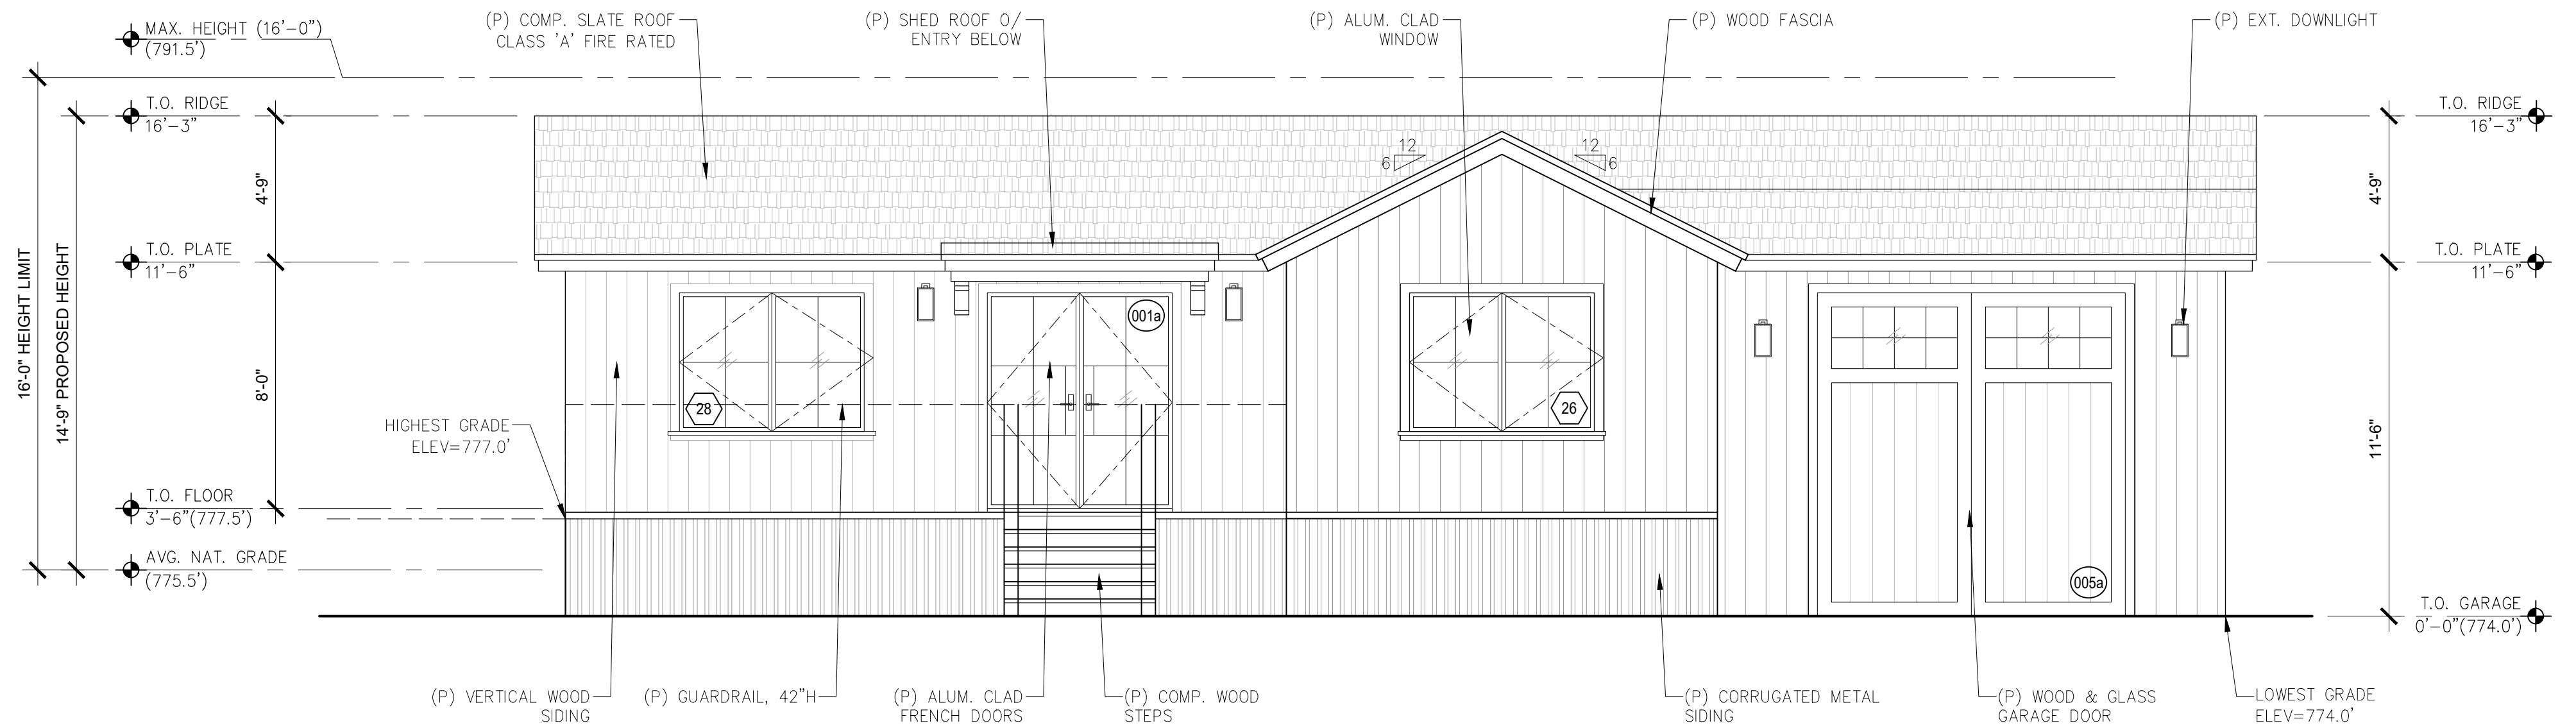 (P) COMP. SLATE ROOF
CLASS 'A' FIRE RATED
(P) SHED ROOF O/
ENTRY BELOW
(P) ALUM. CLAD
WINDOW
(P) WOOD FASCIA
(P) EXT. DOWNLIGHT
MAX. HEIGHT (16'-0")
(791.5')
T.O. RIDGE
16'-3"
T.O. RIDGE
16'-3"
12
6
12
6
4'-9"
4'-9"
T.O. PLATE
11'-6"
T.O. PLATE
11'-6"
16'-0" HEIGHT LIMIT
14'-9" PROPOSED HEIGHT
001a
8'-0"
28
26
HIGHEST GRADE
ELEV=777.0'
11'-6"
T.O. FLOOR
3'-6"(777.5')
AVG. NAT. GRADE
(775.5')
005a
T.O. GARAGE
0'-0"(774.0')
(P) VERTICAL WOOD
SIDING
(P) GUARDRAIL, 42"H
(P) ALUM. CLAD
FRENCH DOORS
(P) COMP. WOOD
STEPS
(P) CORRUGATED METAL
SIDING
(P) WOOD & GLASS
GARAGE DOOR
LOWEST GRADE
ELEV=774.0'